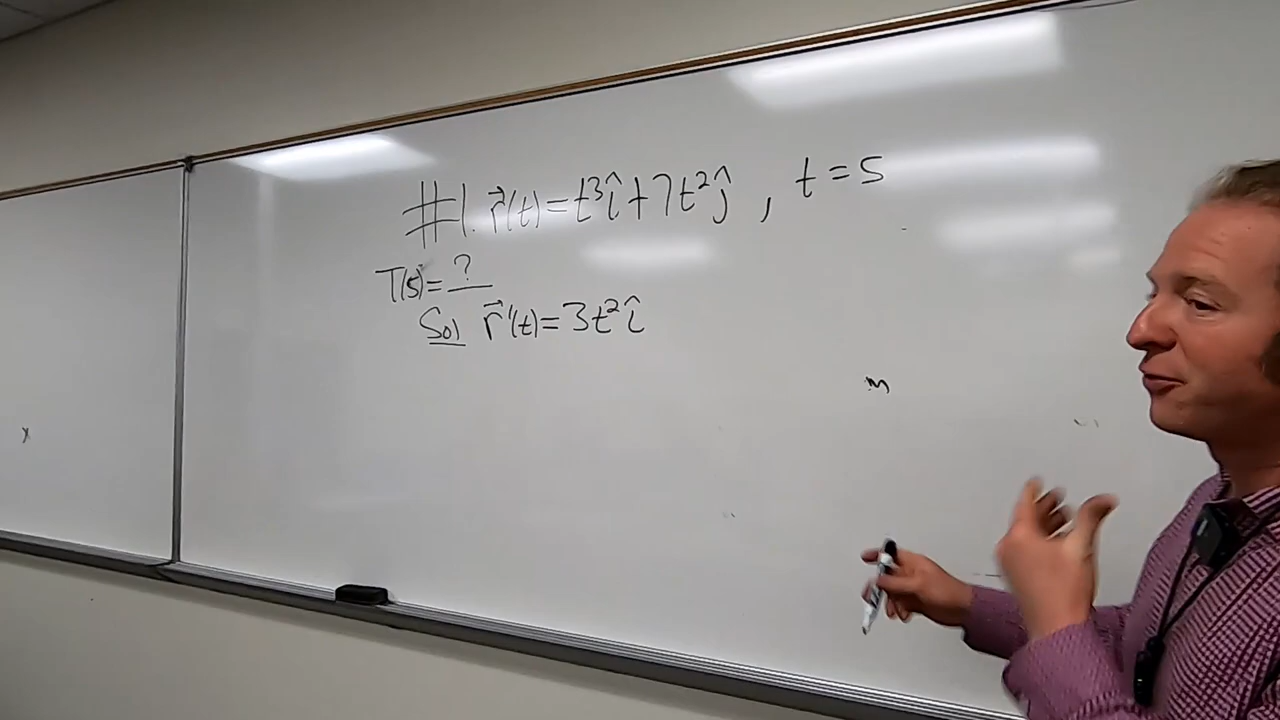 #1. r⃗(t)=t³î+7t²ĵ, t=5
T(5)=?
Sol r⃗'(t)=3t²î